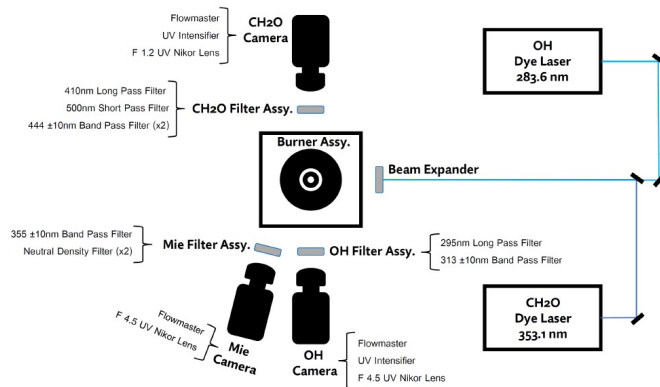 Flowmaster
UV Intensifier
F 1.2 UV Nikor Lens
CH2O
Camera
410nm Long Pass Filter
500nm Short Pass Filter
444 ±10nm Band Pass Filter (x2)
CH2O Filter Assy.
OH
Dye Laser
283.6 nm
Burner Assy.
Beam Expander
355 ±10nm Band Pass Filter
Neutral Density Filter (x2)
Mie Filter Assy.
OH Filter Assy.
295nm Long Pass Filter
313 ±10nm Band Pass Filter
CH2O
Dye Laser
353.1 nm
Flowmaster
F 4.5 UV Nikor Lens
Mie
Camera
OH
Camera
Flowmaster
UV Intensifier
F 4.5 UV Nikor Lens